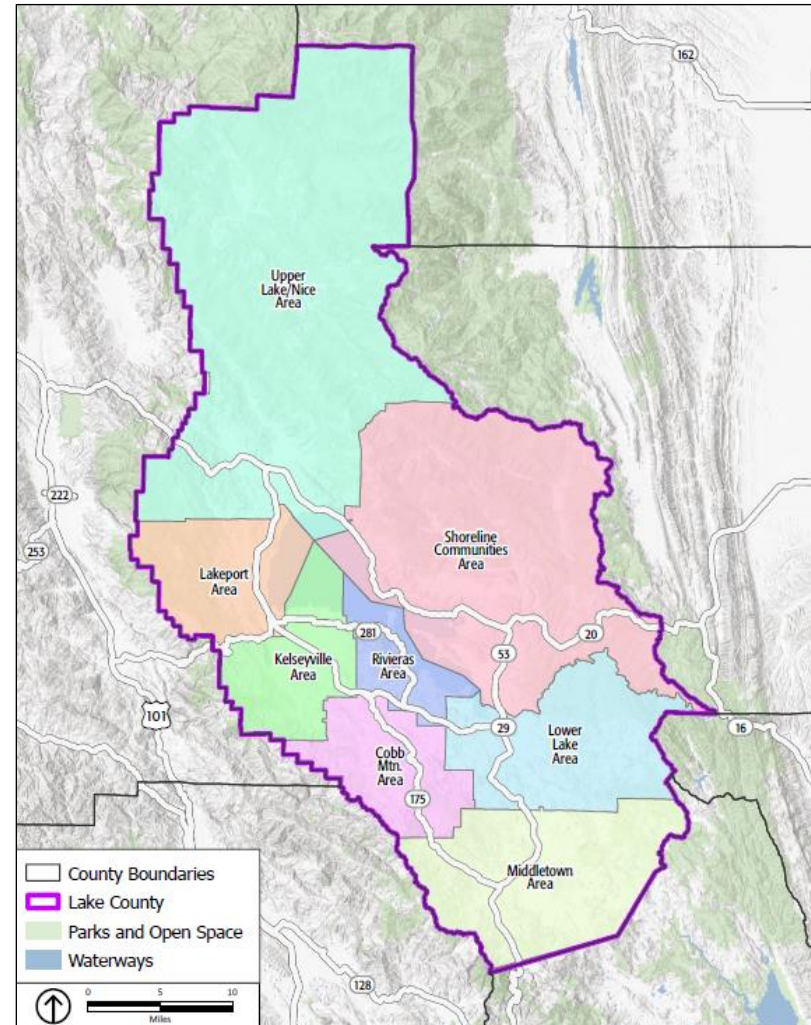 162
Upper
Lake/Nice
Area
222
253
Shoreline
Communities
Area
Lakeport
Area
281
20
Kelseyville
Area
Rivieras
Area
53
101
29
16
Lower
Lake
Area
Cobb
Mtn.
Area
175
Middletown
Area
County Boundaries
Lake County
Parks and Open Space
Waterways
0 5 10
Miles
128